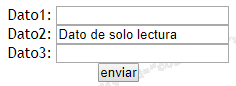 Dato1:
Dato2: Dato de solo lectura
Dato3:
enviar